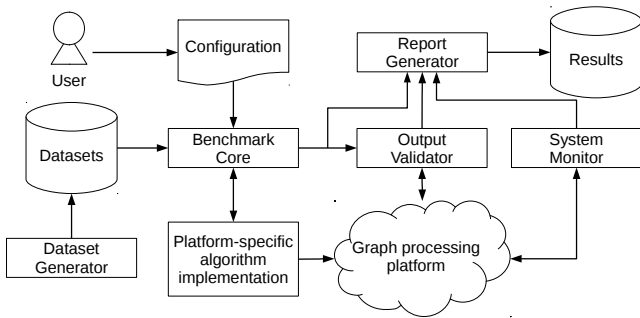 User
Configuration
Report
Generator
Results
Datasets
Benchmark
Core
Output
Validator
System
Monitor
Dataset
Generator
Platform-specific
algorithm
implementation
Graph processing
platform